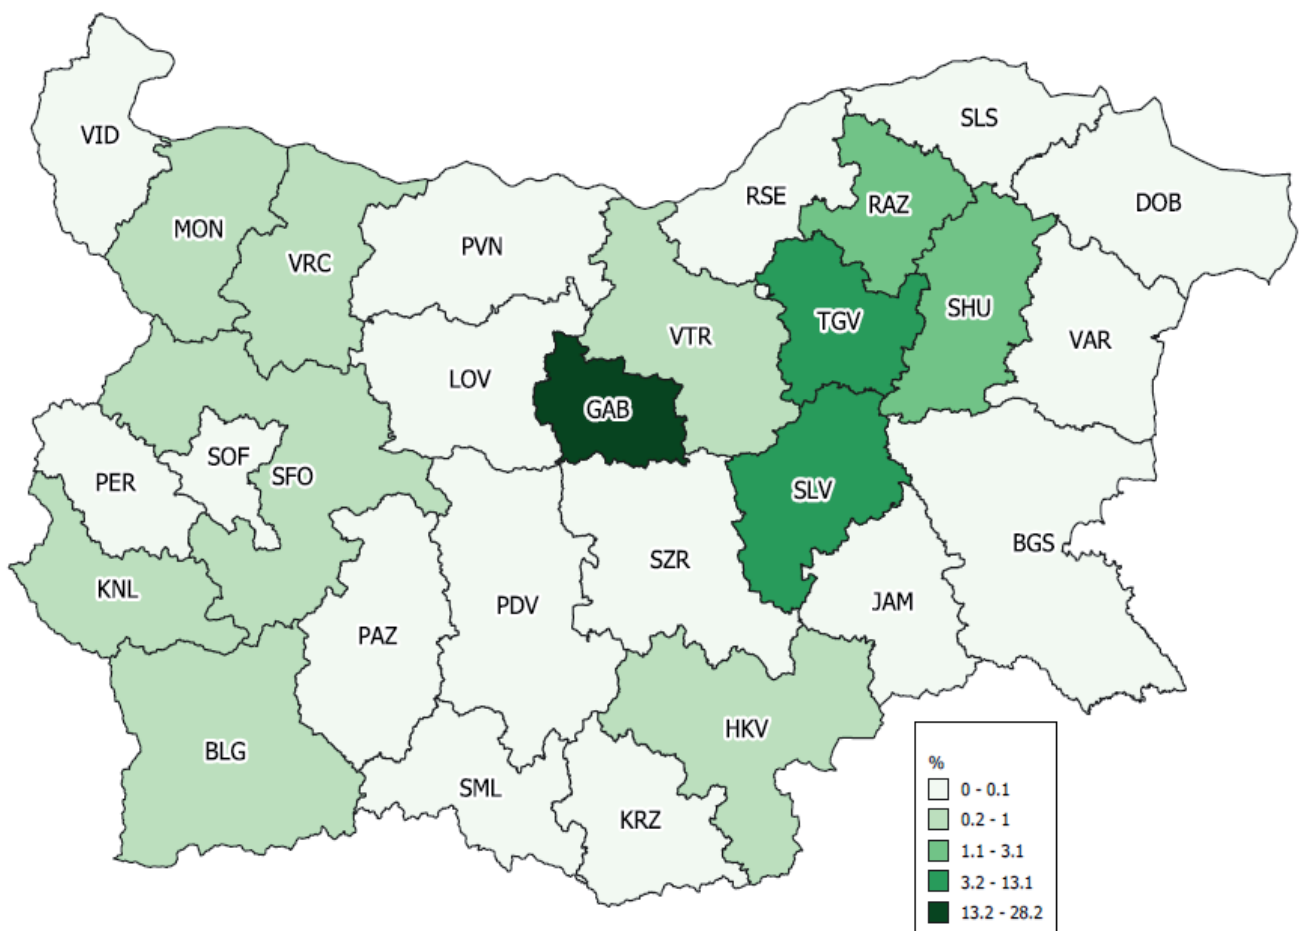 VID
SLS
RSE
RAZ
DOB
MON
PVN
VRC
SHU
TGV
VTR
VAR
LOV
GAB
SOF
SFO
PER
SLV
BGS
SZR
KNL
JAM
PDV
PAZ
HKV
BLG
SML
KRZ
%
0 - 0.1
0.2 - 1
1.1 - 3.1
3.2 - 13.1
13.2 - 28.2